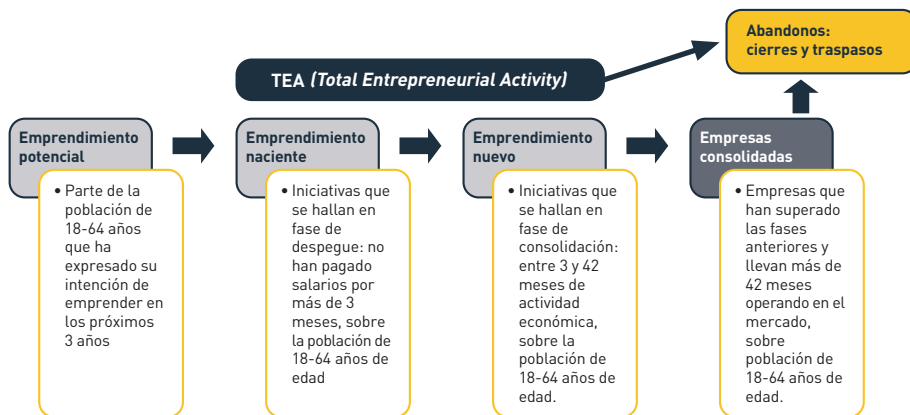 Abandonos:
cierres y traspasos
TEA (Total Entrepreneurial Activity)
Emprendimiento
potencial
• Parte de la
población de
18-64 años
que ha
expresado su
intención de
emprender en
los próximos
3 años
Emprendimiento
naciente
• Iniciativas que
se hallan en
fase de
despegue: no
han pagado
salarios por
más de 3
meses, sobre
la población de
18-64 años de
edad
Emprendimiento
nuevo
• Iniciativas que
se hallan en
fase de
consolidación:
entre 3 y 42
meses de
actividad
económica,
sobre la
población de
18-64 años de
edad.
Empresas
consolidadas
• Empresas que
han superado
las fases
anteriores y
llevan más de
42 meses
operando en el
mercado,
sobre
población de
18-64 años de
edad.